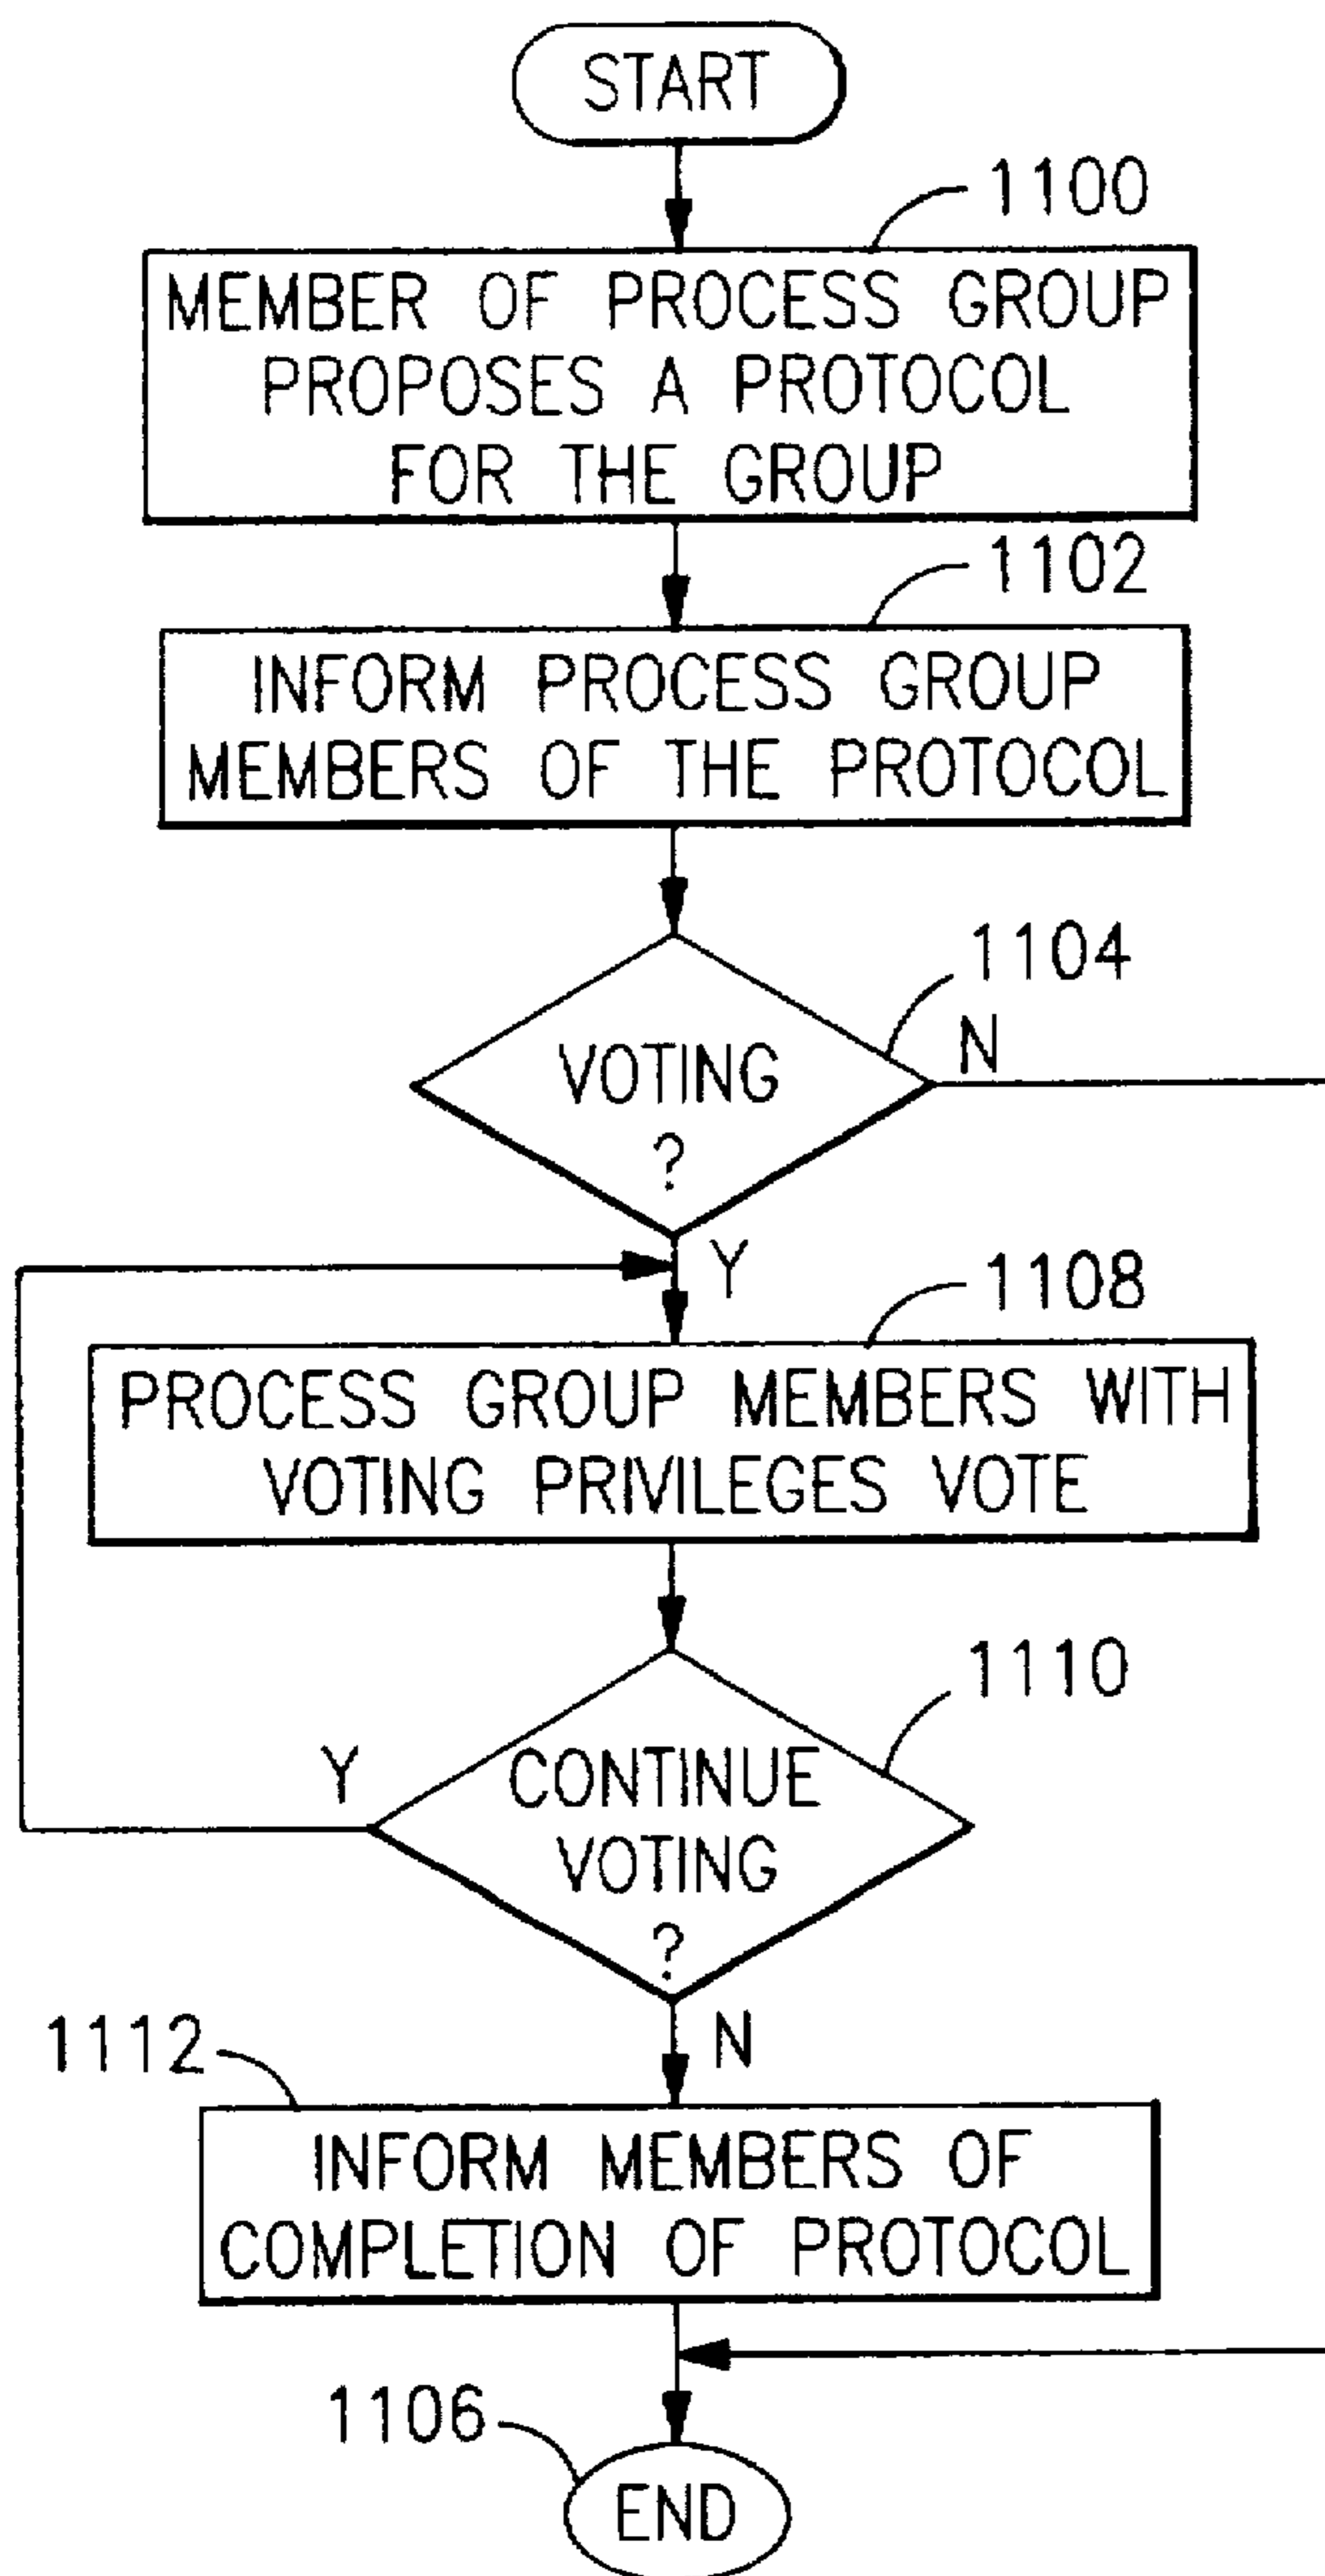 START
1100
MEMBER OF PROCESS GROUP
PROPOSES A PROTOCOL
FOR THE GROUP
1102
INFORM PROCESS GROUP
MEMBERS OF THE PROTOCOL
1104
N
VOTING
?
Y
1108
PROCESS GROUP MEMBERS WITH
VOTING PRIVILEGES VOTE
1110
Y
CONTINUE
VOTING
?
N
1112
INFORM MEMBERS OF
COMPLETION OF PROTOCOL
1106
END